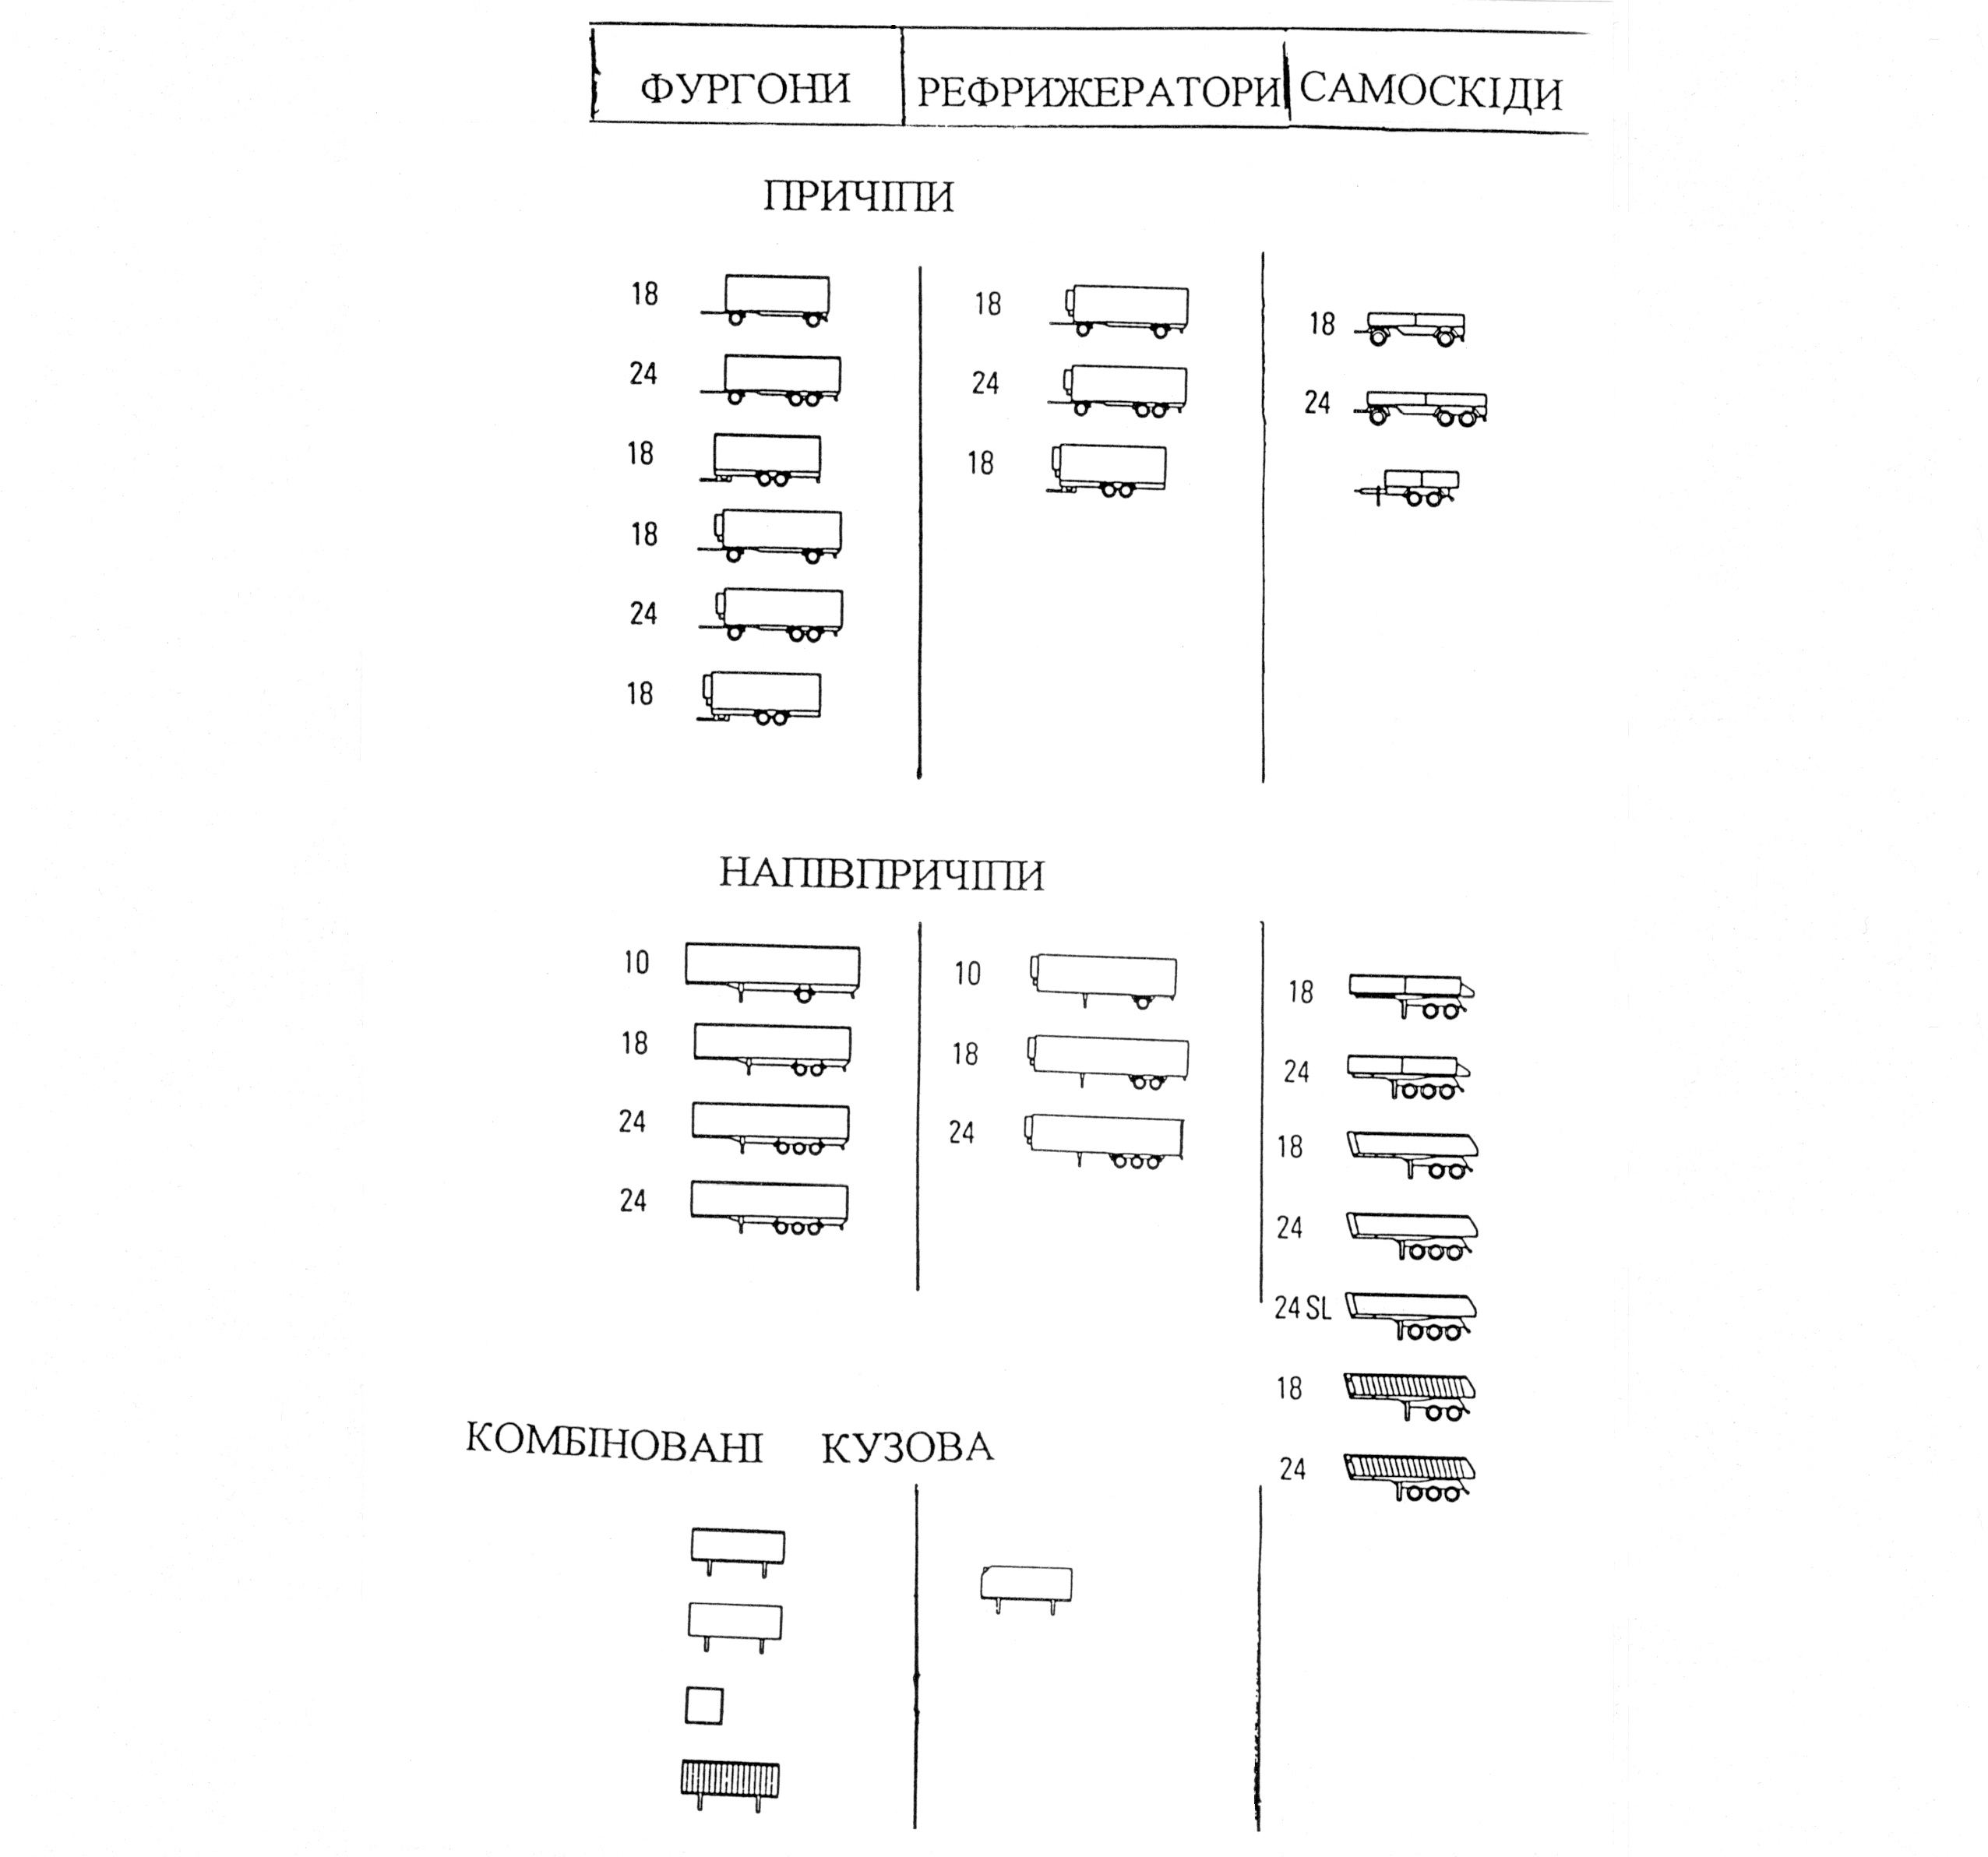 ФУРГОНИ РЕФРИЖЕРАТОРИ САМОСКІДИ
ПРИЧІПИ
18 18 18
24 24 24
18 18
18
24
18
НАПІВПРИЧІПИ
10 10 18
18 18 24
24 24 18
24 24
24 SL
18
КОМБІНОВАНІ КУЗОВА
24